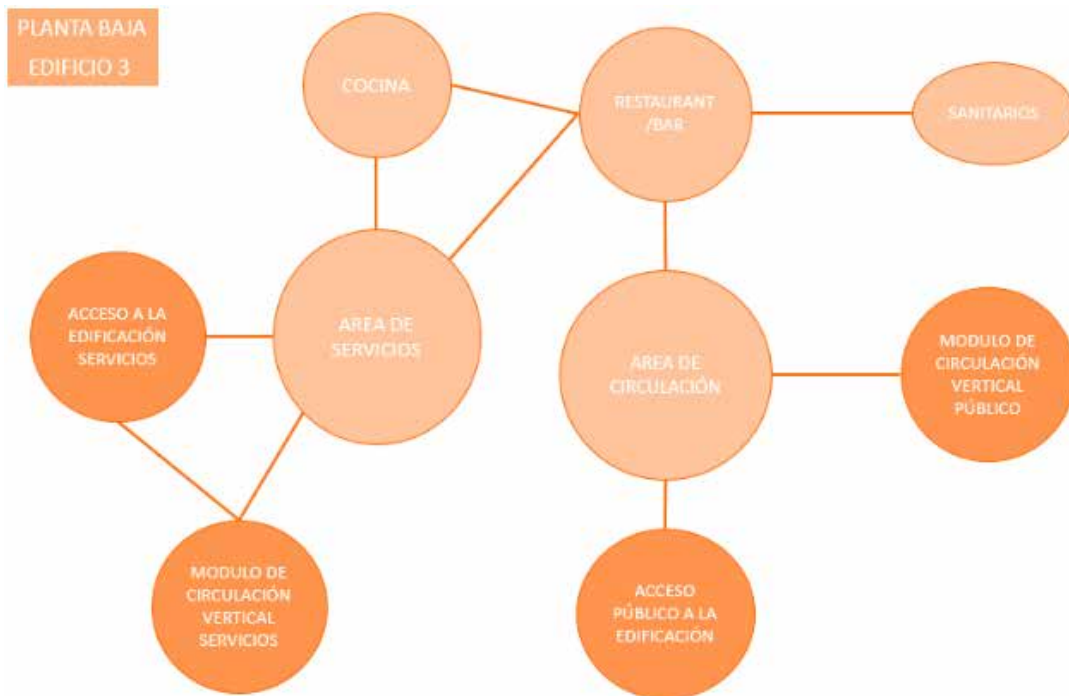 PLANTA BAJA
EDIFICIO 3
COCINA
RESTAURANT
/BAR
SANITARIOS
ACCESO A LA
EDIFICACIÓN
SERVICIOS
AREA DE
SERVICIOS
AREA DE
CIRCULACIÓN
MODULO DE
CIRCULACIÓN
VERTICAL
PÚBLICO
MODULO DE
CIRCULACIÓN
VERTICAL
SERVICIOS
ACCESO
PÚBLICO A LA
EDIFICACIÓN